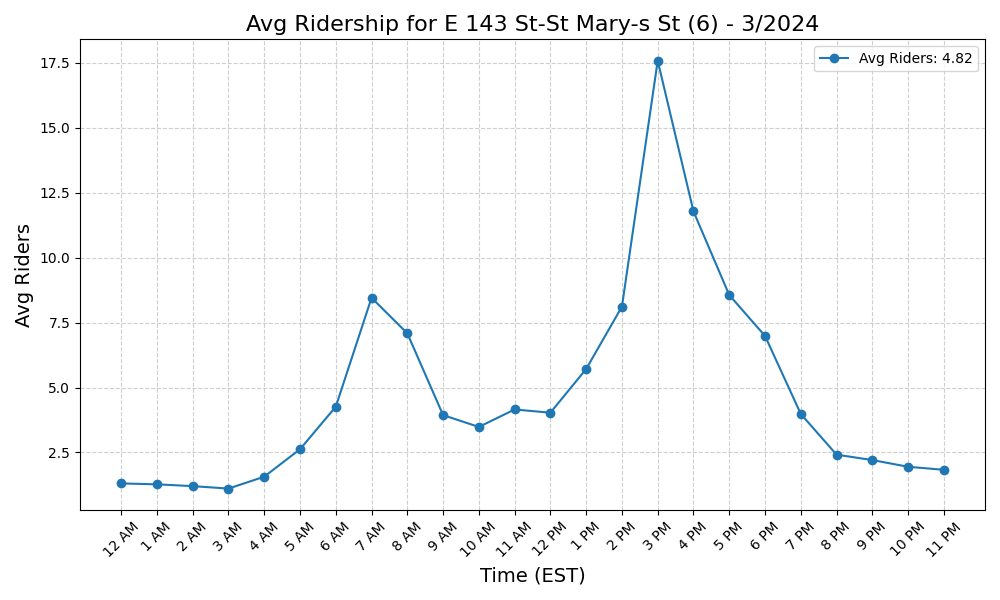 Avg Ridership for E 143 St-St Mary-s St (6) - 3/2024
Avg Riders: 4.82
17.5
15.0
12.5
10.0
7.5
5.0
2.5
Avg Riders
12 AM
1 AM
2 AM
3 AM
4 AM
5 AM
6 AM
7 AM
8 AM
9 AM
10 AM
11 AM
12 PM
1 PM
2 PM
3 PM
4 PM
5 PM
6 PM
7 PM
8 PM
9 PM
10 PM
11 PM
Time (EST)